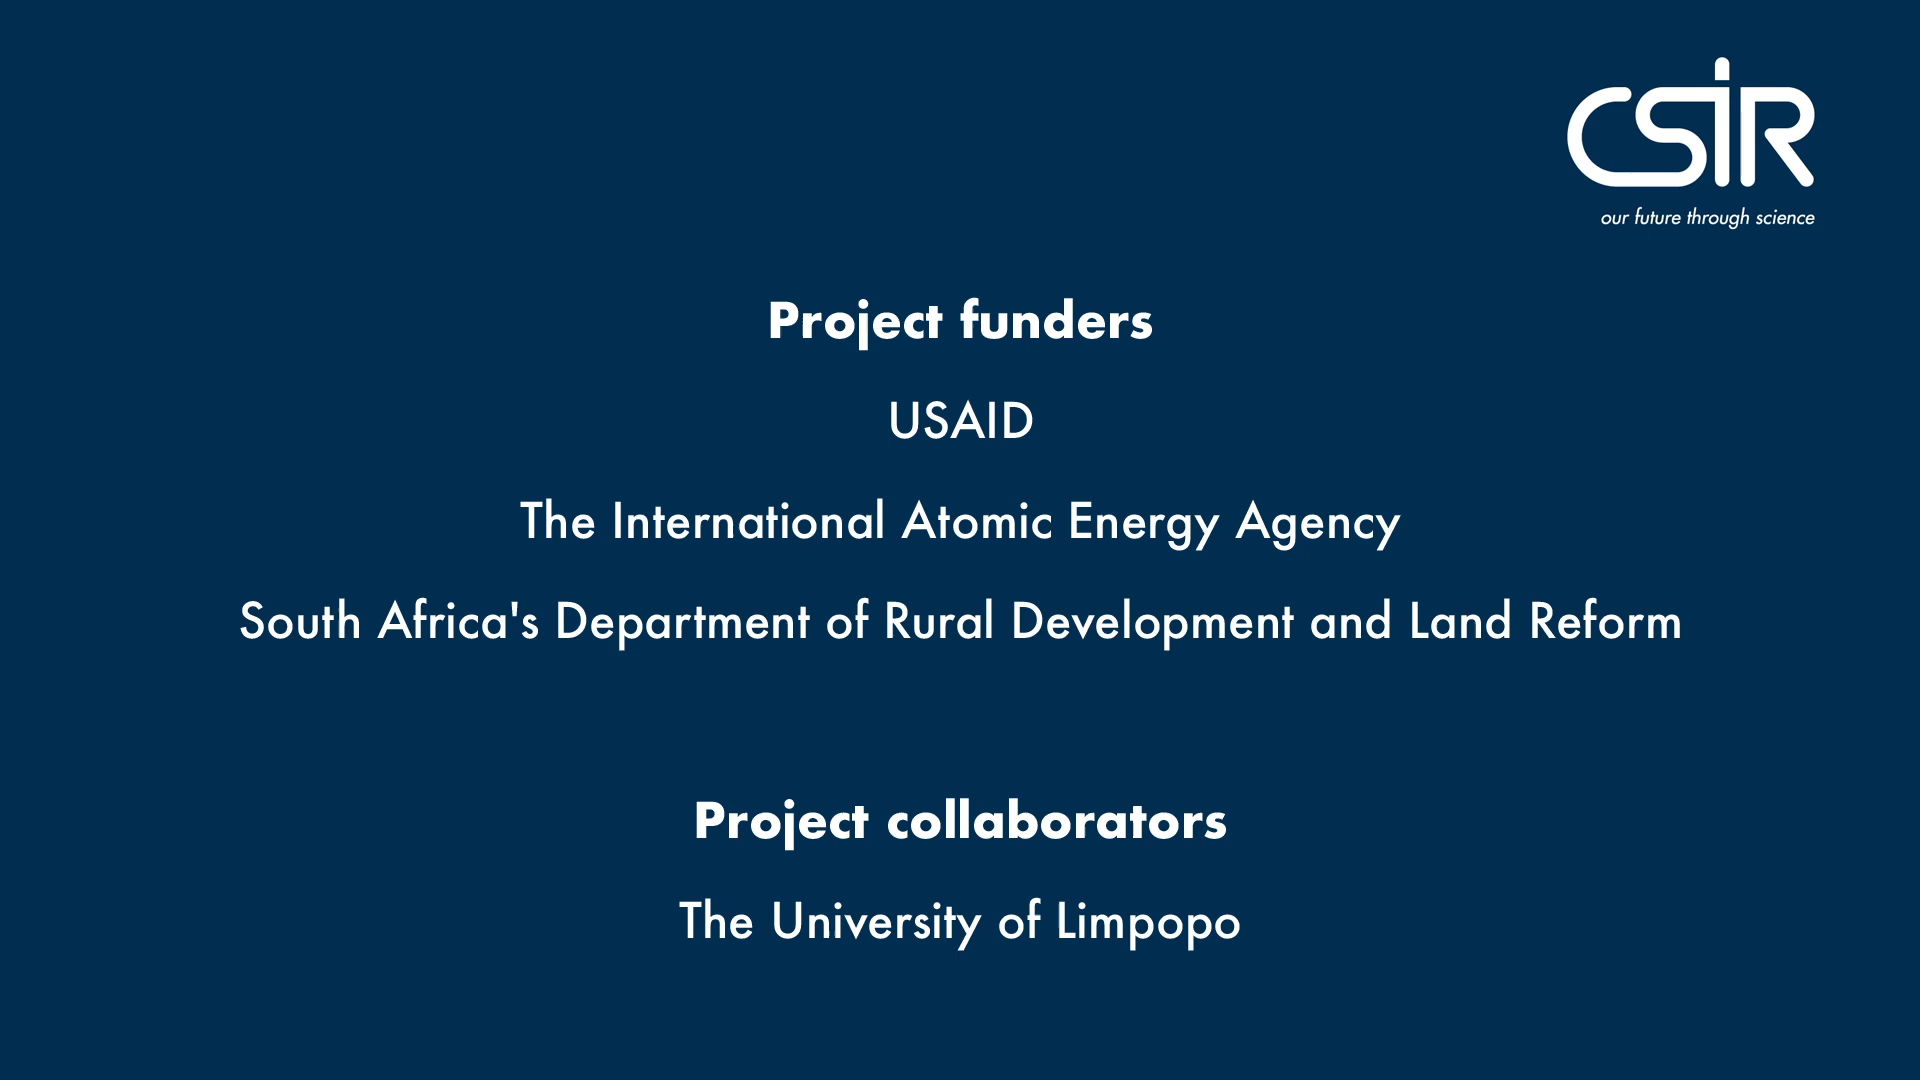 CSIR
our future through science
Project funders
USAID
The International Atomic Energy Agency
South Africa's Department of Rural Development and Land Reform
Project collaborators
The University of Limpopo